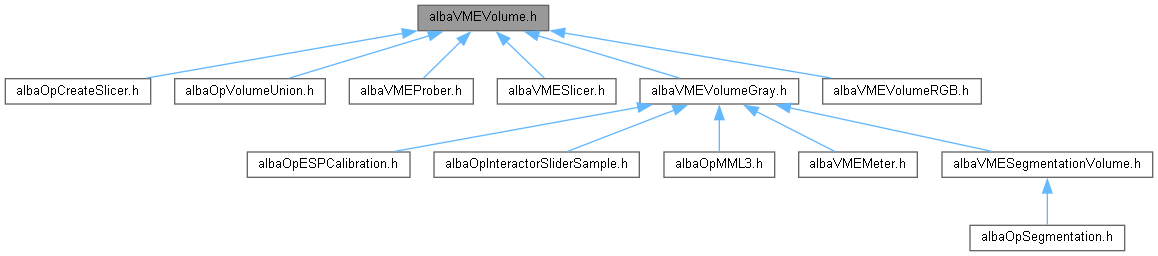 albaVMEVolume.h
albaOpCreateSlicer.h
albaOpVolumeUnion.h
albaVMEProber.h
albaVMESlicer.h
albaVMEVolumeGray.h
albaVMEVolumeRGB.h
albaOpESPCalibration.h
albaOpInteractorSliderSample.h
albaOpMML3.h
albaVMEMeter.h
albaVMESegmentationVolume.h
albaOpSegmentation.h